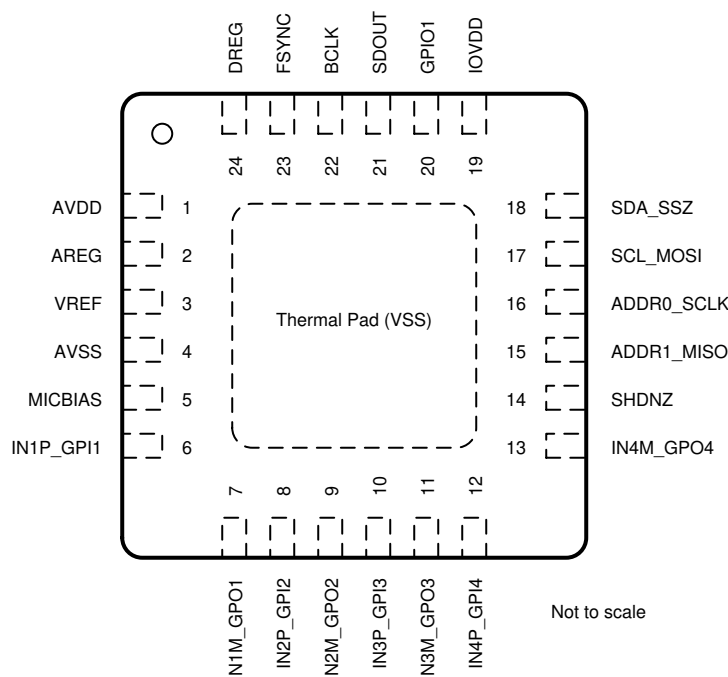 DREG
FSYNC
BCLK
SDOUT
GPIO1
IOVDD
24
23
22
21
20
19
AVDD 1
AREG 2
VREF 3
AVSS 4
MICBIAS 5
IN1P_GPI1 6
18 SDA_SSZ
17 SCL_MOSI
16 ADDR0_SCLK
15 ADDR1_MISO
14 SHDNZ
13 IN4M_GPO4
Thermal Pad (VSS)
7
8
9
10
11
12
N1M_GPO1
IN2P_GPI2
N2M_GPO2
IN3P_GPI3
N3M_GPO3
IN4P_GPI4
Not to scale